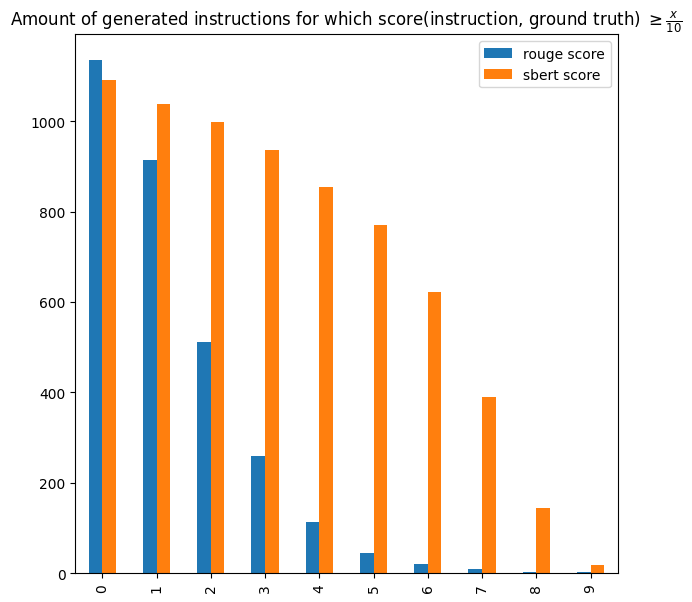 Amount of generated instructions for which score(instruction, ground truth) ≥ x/10
rouge score
sbert score
1000
800
600
400
200
0
0 1 2 3 4 5 6 7 8 9